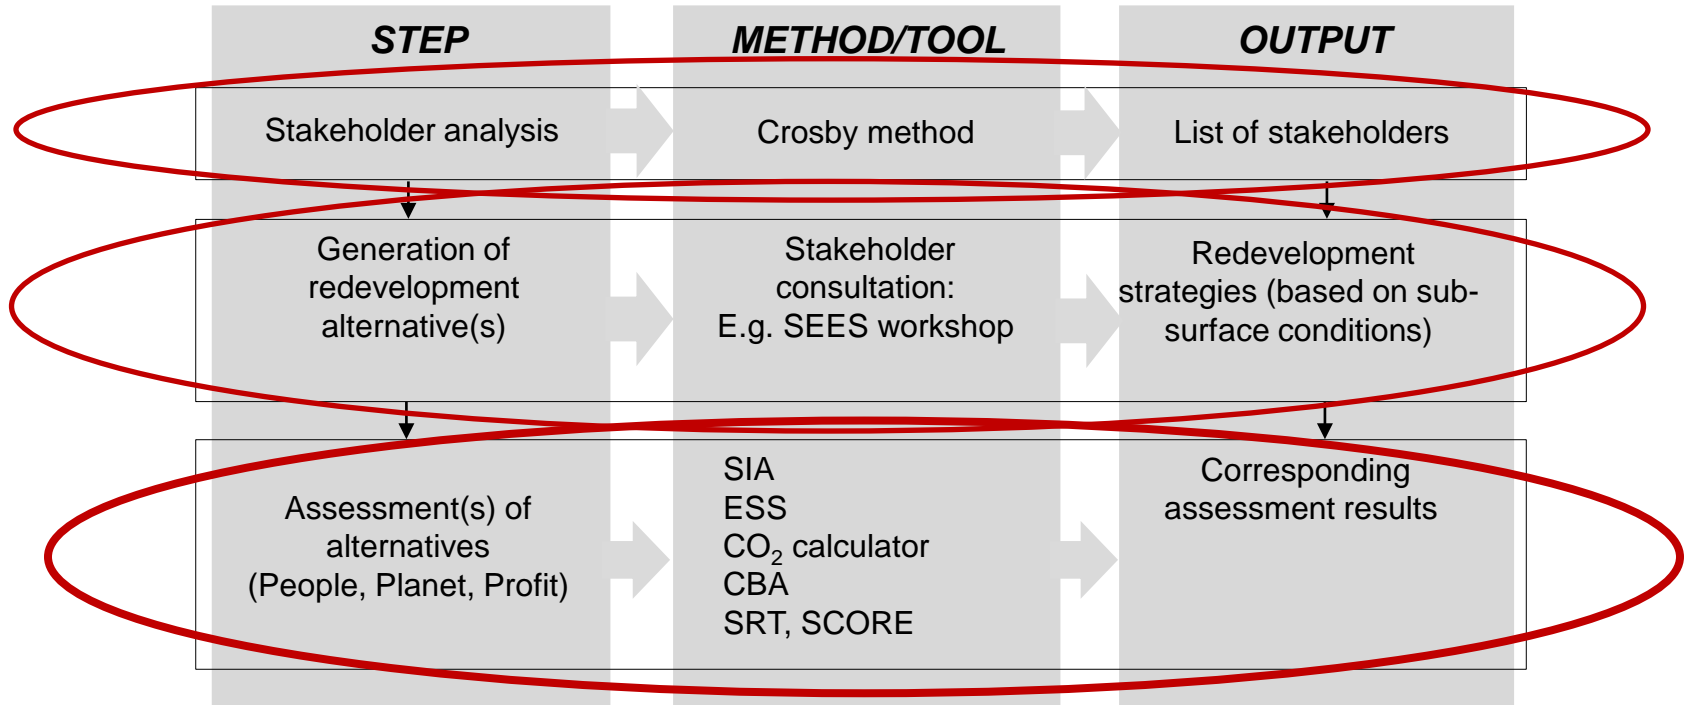 STEP
METHOD/TOOL
OUTPUT
Stakeholder analysis
Crosby method
List of stakeholders
Generation of
redevelopment
alternative(s)
Stakeholder
consultation:
E.g. SEES workshop
Redevelopment
strategies (based on sub-
surface conditions)
Assessment(s) of
alternatives
(People, Planet, Profit)
SIA
ESS
CO₂ calculator
CBA
SRT, SCORE
Corresponding
assessment results